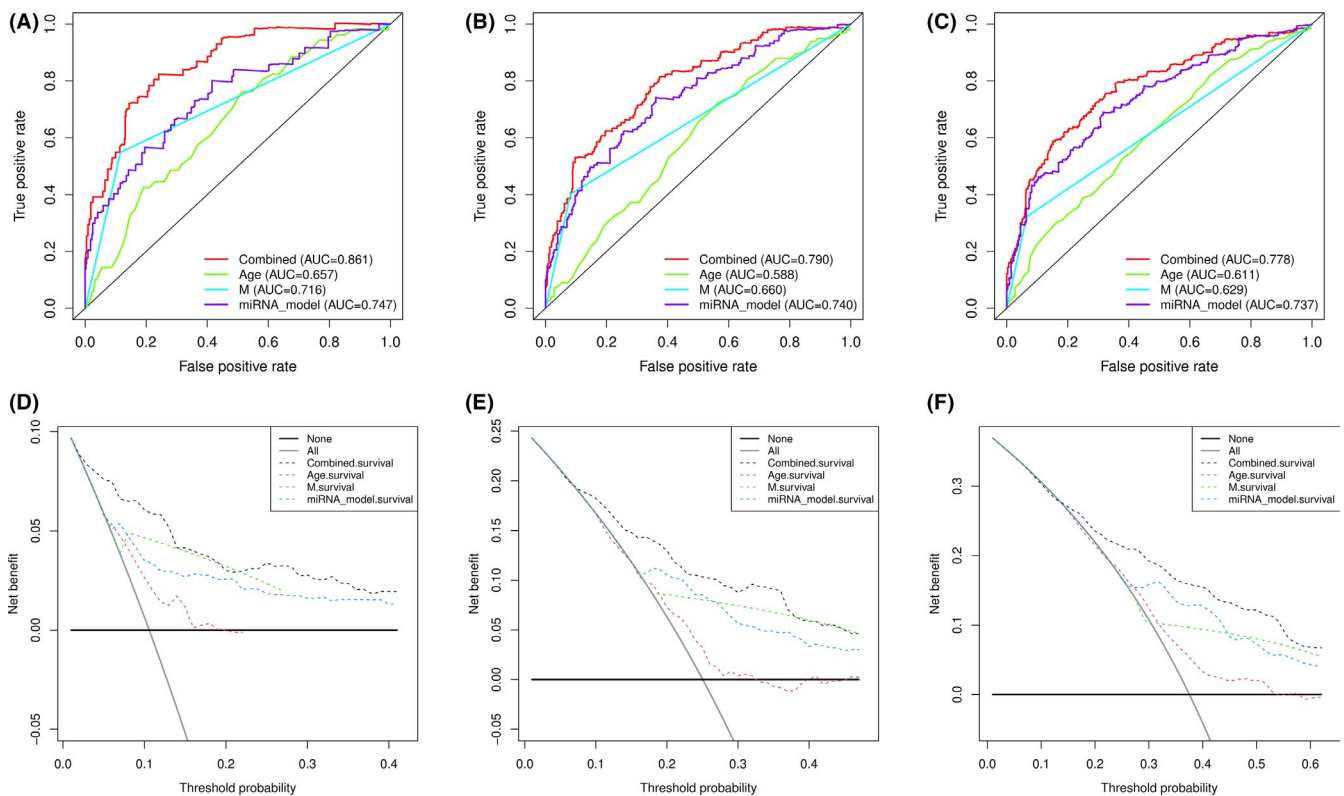 (A)
True positive rate
0.0 0.2 0.4 0.6 0.8 1.0
Combined (AUC=0.861)
Age (AUC=0.657)
M (AUC=0.716)
miRNA_model (AUC=0.747)
0.0 0.2 0.4 0.6 0.8 1.0
False positive rate
(B)
True positive rate
0.0 0.2 0.4 0.6 0.8 1.0
Combined (AUC=0.790)
Age (AUC=0.588)
M (AUC=0.660)
miRNA_model (AUC=0.740)
0.0 0.2 0.4 0.6 0.8 1.0
False positive rate
(C)
True positive rate
0.0 0.2 0.4 0.6 0.8 1.0
Combined (AUC=0.778)
Age (AUC=0.611)
M (AUC=0.629)
miRNA_model (AUC=0.737)
0.0 0.2 0.4 0.6 0.8 1.0
False positive rate
(D)
Net benefit
−0.05 0.00 0.05 0.10
None
All
Combined.survival
Age.survival
M.survival
miRNA_model.survival
0.0 0.1 0.2 0.3 0.4
Threshold probability
(E)
Net benefit
−0.05 0.00 0.05 0.10 0.15 0.20 0.25
None
All
Combined.survival
Age.survival
M.survival
miRNA_model.survival
0.0 0.1 0.2 0.3 0.4
Threshold probability
(F)
Net benefit
0.0 0.1 0.2 0.3
None
All
Combined.survival
Age.survival
M.survival
miRNA_model.survival
0.0 0.1 0.2 0.3 0.4 0.5 0.6
Threshold probability